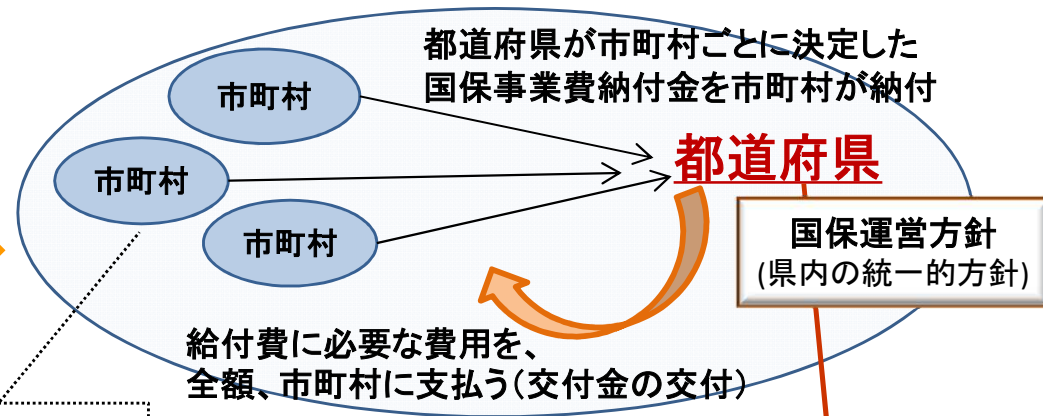 都道府県が市町村ごとに決定した
国保事業費納付金を市町村が納付
市町村
市町村
市町村
都道府県
国保運営方針
(県内の統一的方針)
給付費に必要な費用を、
全額、市町村に支払う(交付金の交付)